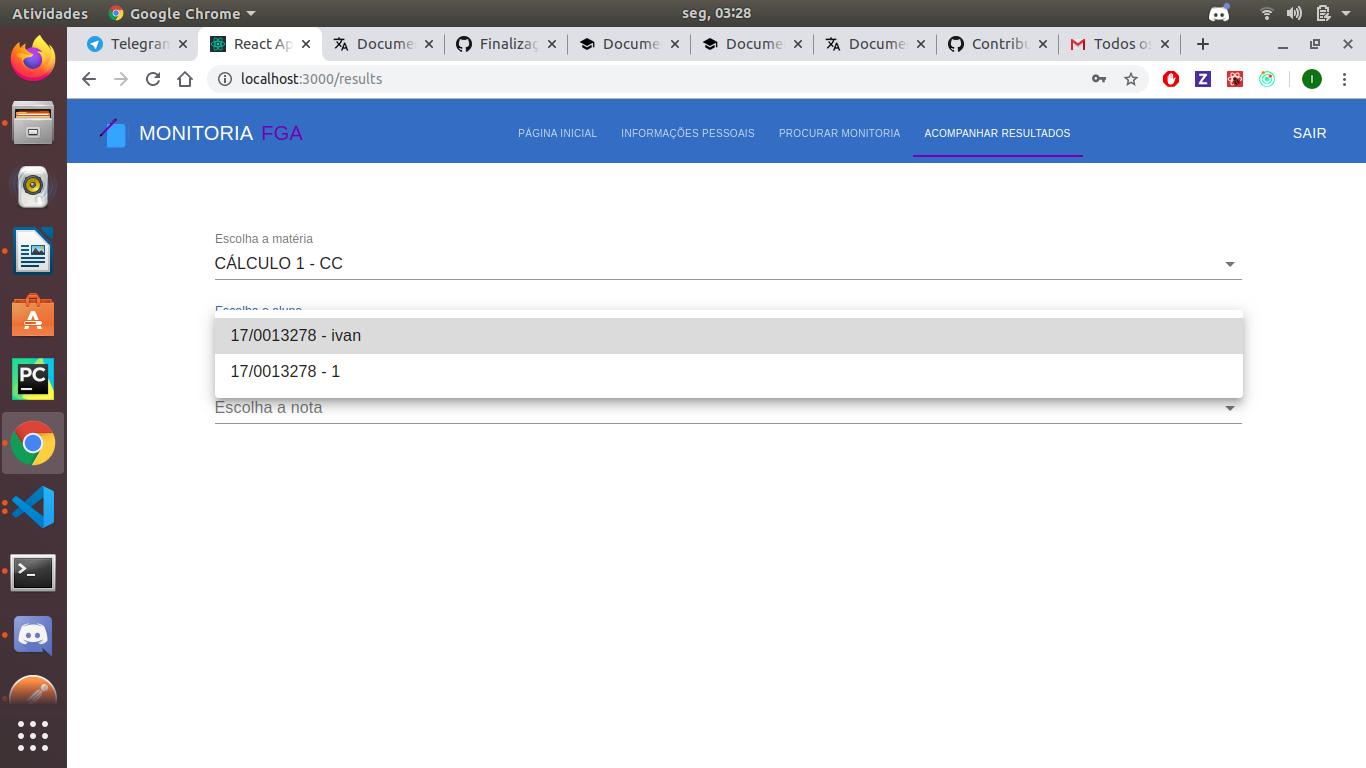 Atividades Google Chrome seg, 03:28
Telegran React Ap Docume Finalizaç Docume Docume Docume Contribu Todos os
localhost:3000/results
MONITORIA FGA PÁGINA INICIAL INFORMAÇÕES PESSOAIS PROCURAR MONITORIA ACOMPANHAR RESULTADOS SAIR
Escolha a matéria
CÁLCULO 1 - CC
Escolha o aluno
17/0013278 - ivan
17/0013278 - 1
Escolha a nota
PC
A
Z
I